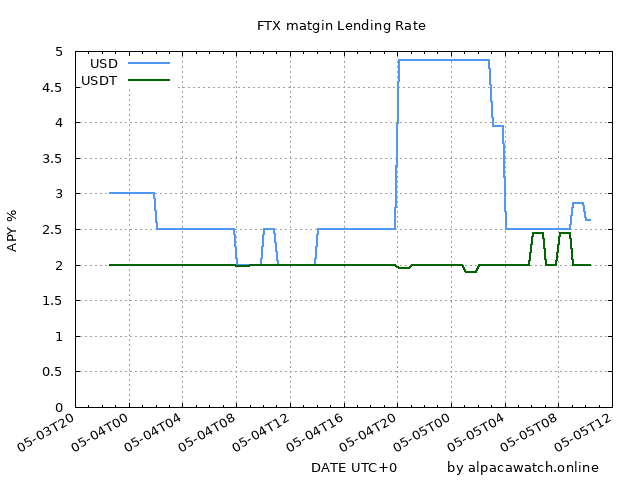 FTX matgin Lending Rate
USD
USDT
5
4.5
4
3.5
3
2.5
2
1.5
1
0.5
0
APY %
05-03T20
05-04T00
05-04T04
05-04T08
05-04T12
05-04T16
05-04T20
05-05T00
05-05T04
05-05T08
05-05T12
DATE UTC+0
by alpacawatch.online